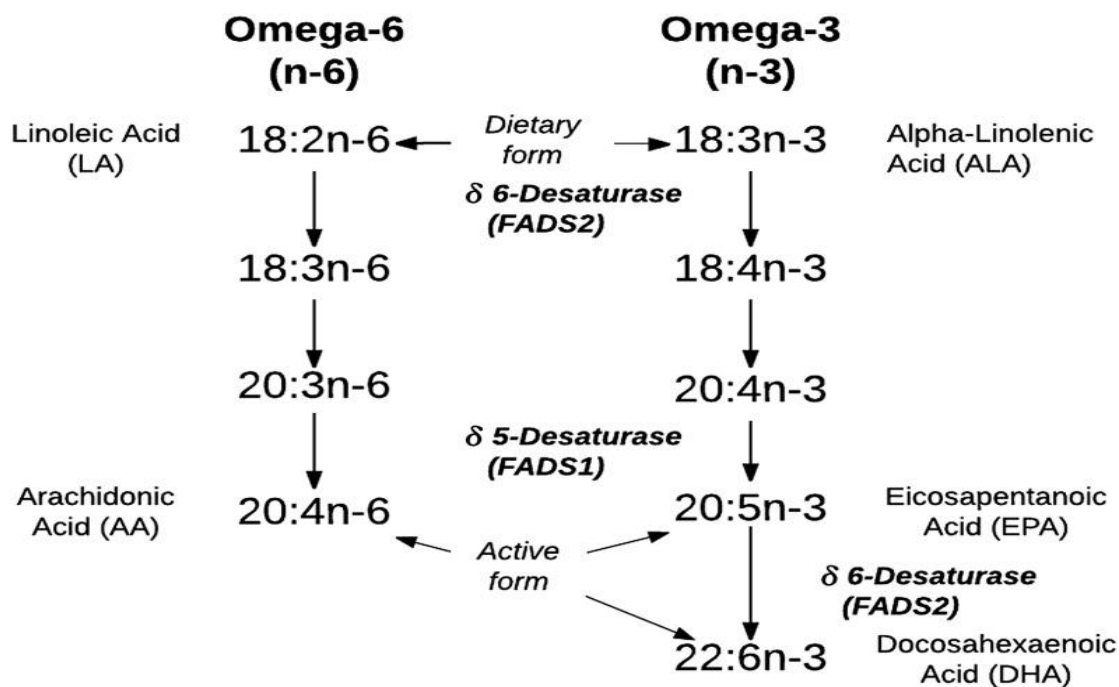 Omega-6
(n-6)
Omega-3
(n-3)
Linoleic Acid
(LA)
18:2n-6
Dietary
form
18:3n-3
Alpha-Linolenic
Acid (ALA)
δ 6-Desaturase
(FADS2)
18:3n-6
18:4n-3
20:3n-6
20:4n-3
δ 5-Desaturase
(FADS1)
Arachidonic
Acid (AA)
20:4n-6
20:5n-3
Eicosapentanoic
Acid (EPA)
Active
form
δ 6-Desaturase
(FADS2)
22:6n-3
Docosahexaenoic
Acid (DHA)